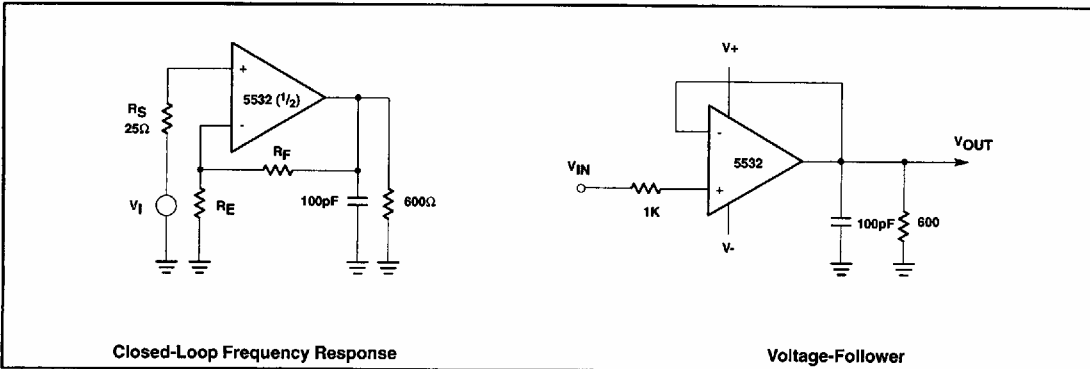 +
5532 (1/2)
-
RS
25Ω
RF
VI
RE
100pF
600Ω
Closed-Loop Frequency Response
V+
-
5532
+
VIN
1K
VOUT
100pF
600
V-
Voltage-Follower